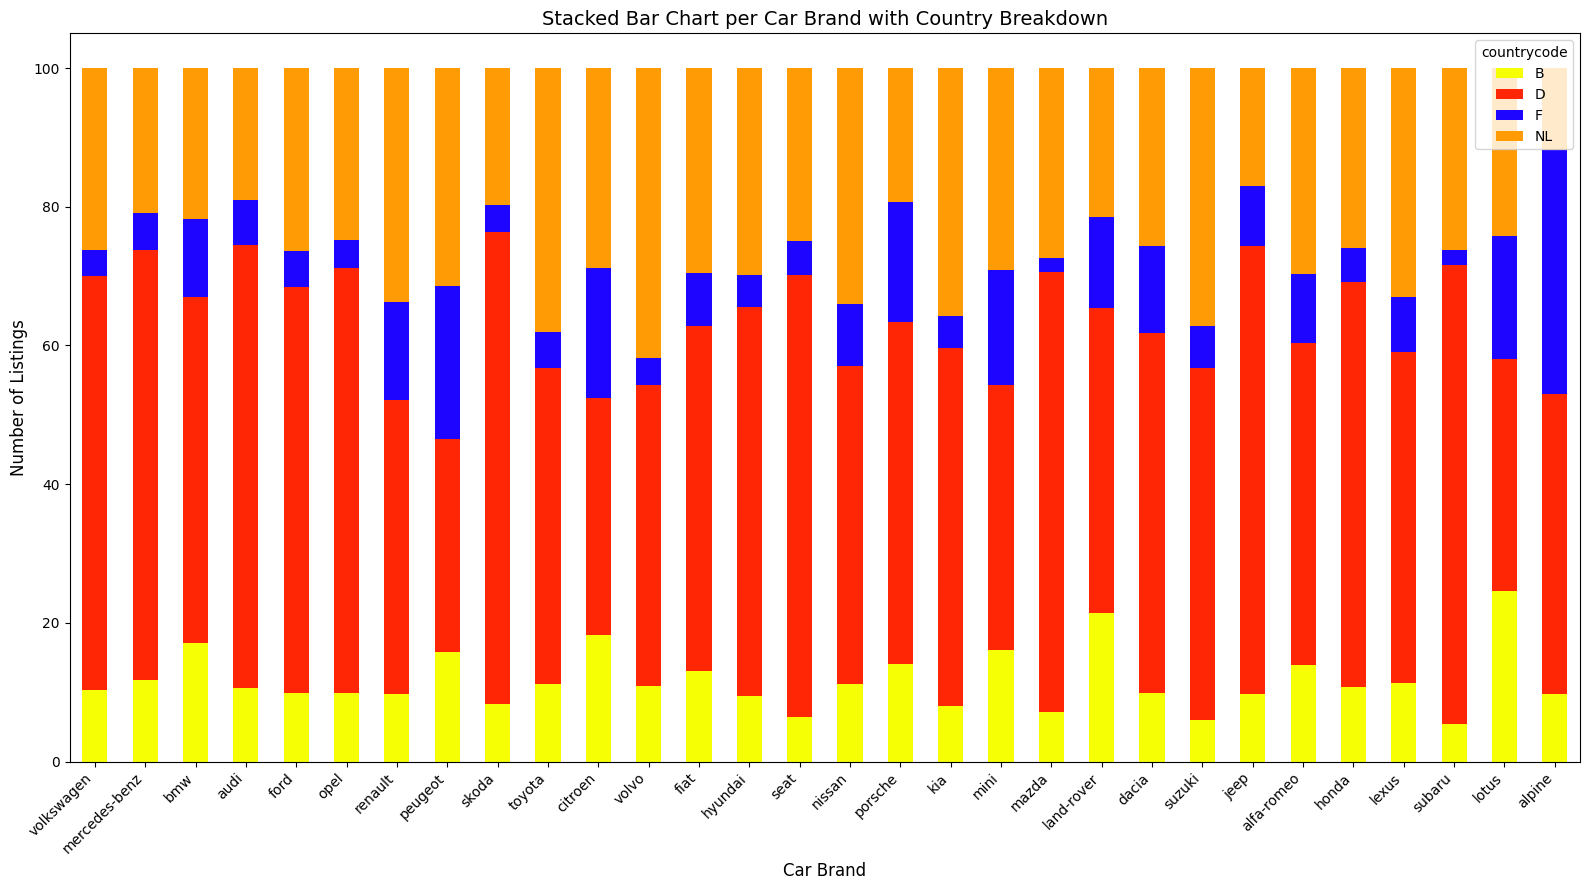 Stacked Bar Chart per Car Brand with Country Breakdown
countrycode
B
D
F
NL
Number of Listings
100
80
60
40
20
0
volkswagen
mercedes-benz
bmw
audi
ford
opel
renault
peugeot
skoda
toyota
citroen
volvo
fiat
hyundai
seat
nissan
porsche
kia
mini
mazda
land-rover
dacia
suzuki
jeep
alfa-romeo
honda
lexus
subaru
lotus
alpine
Car Brand